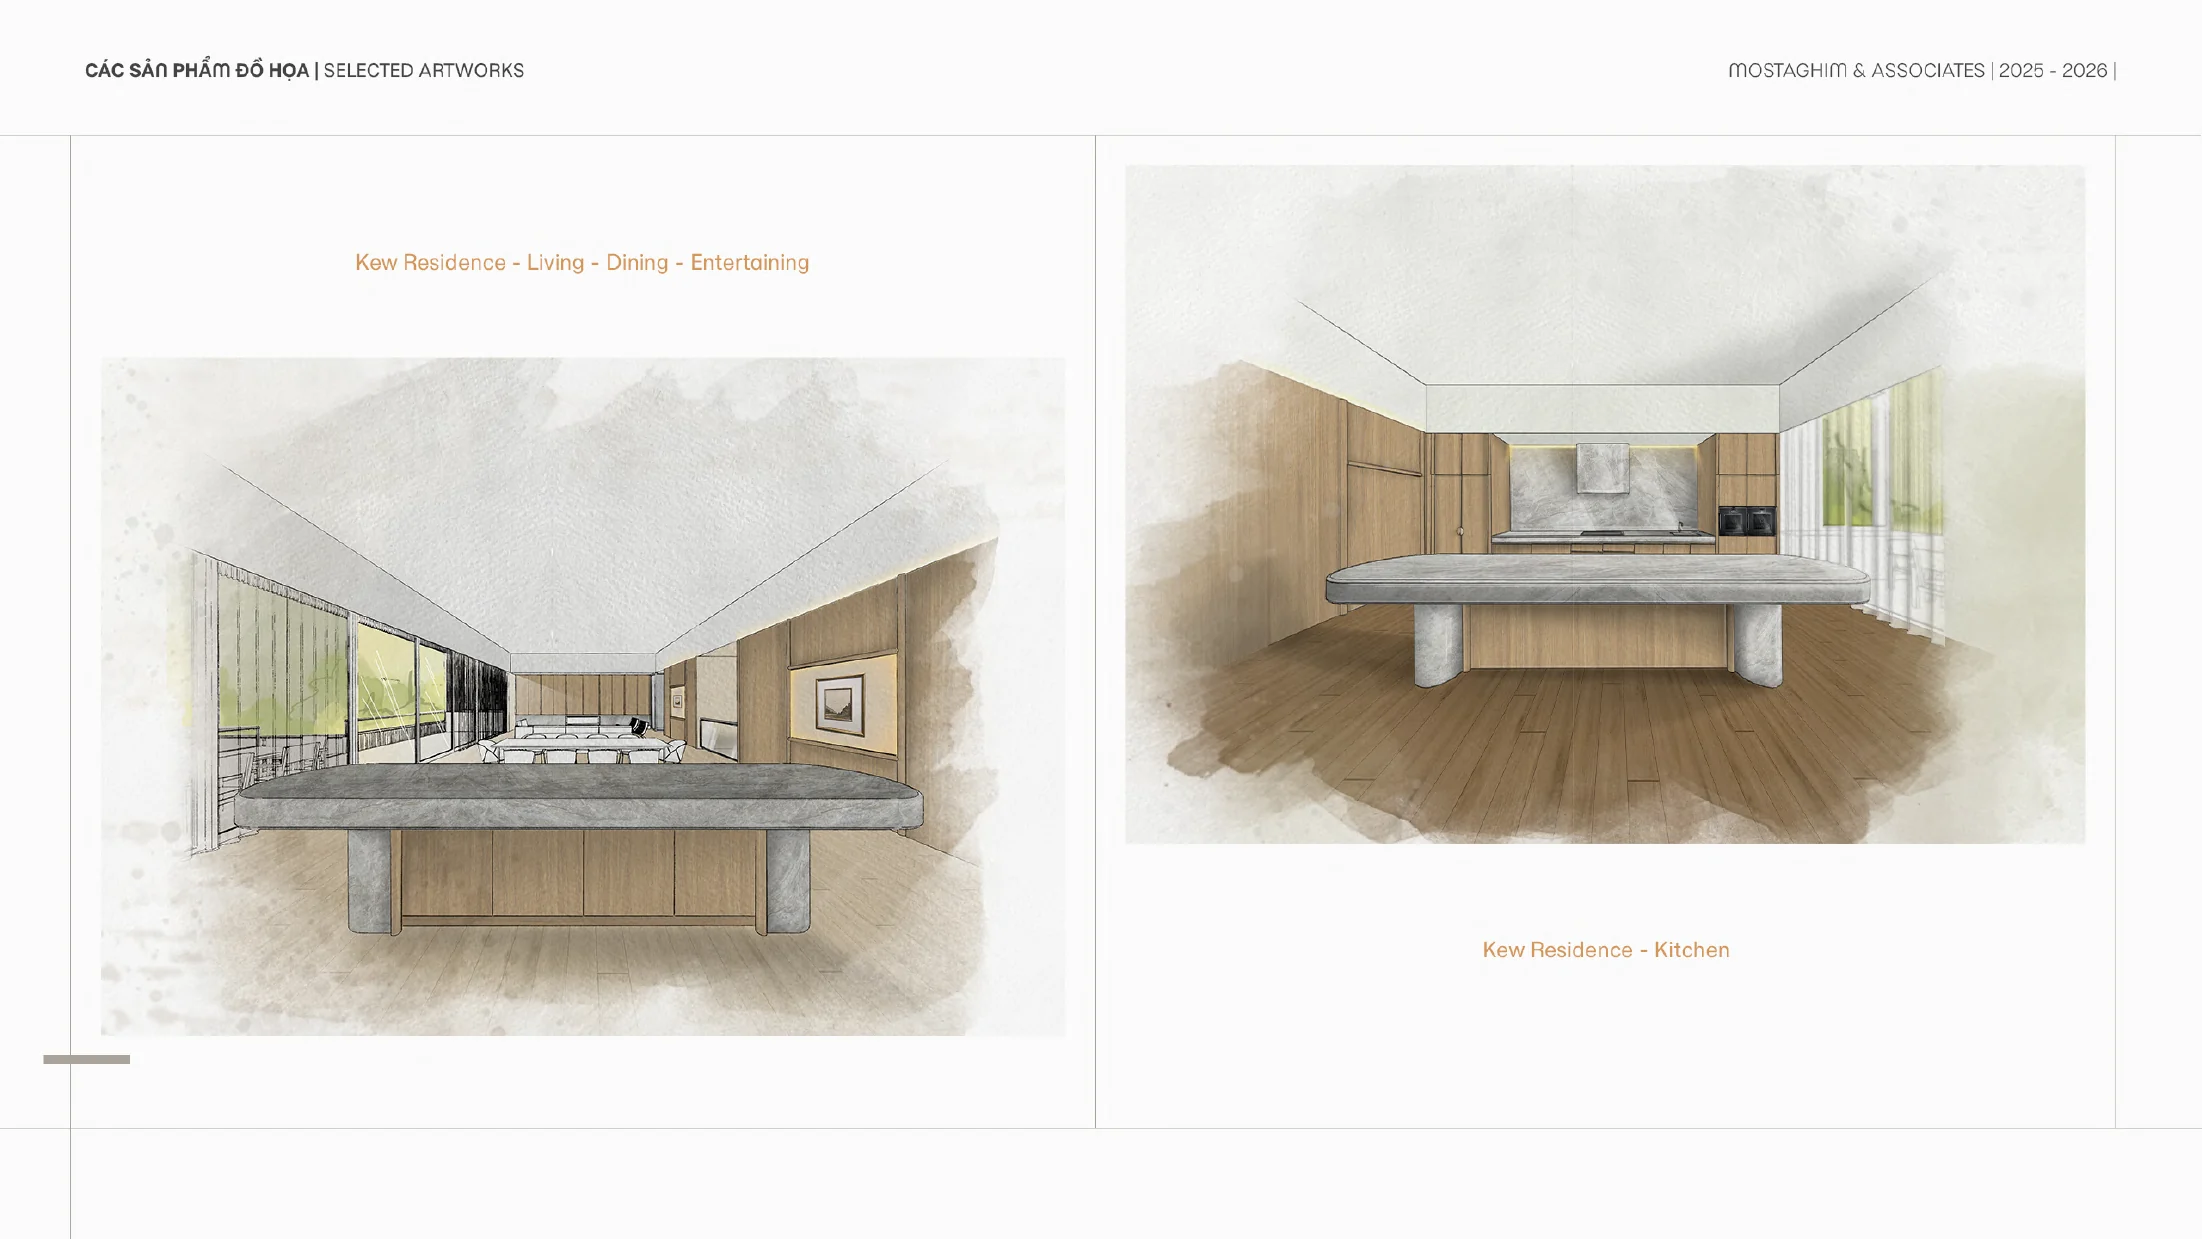 CÁC SẢN PHẨM ĐỒ HỌA | SELECTED ARTWORKS
MOSTAGHIM & ASSOCIATES | 2025 - 2026 |
Kew Residence - Living - Dining - Entertaining
Kew Residence - Kitchen